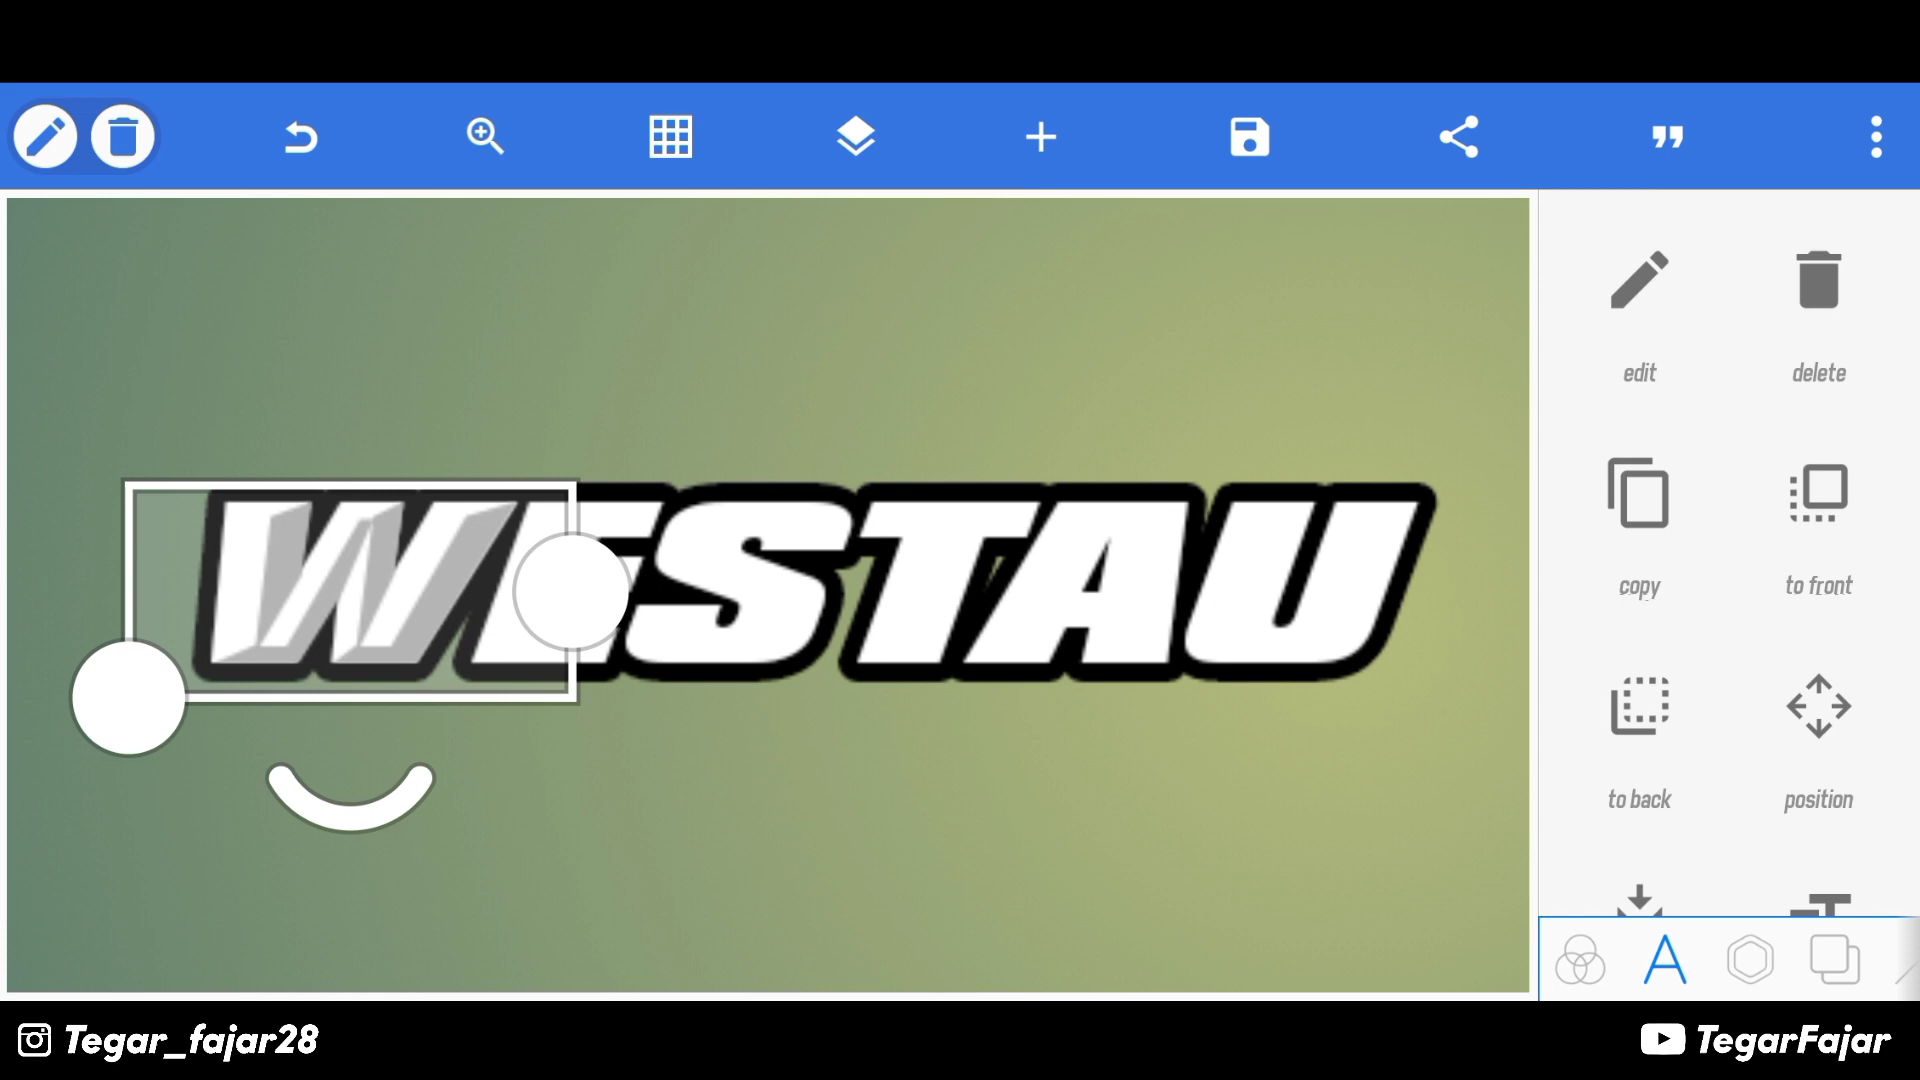 WESTAU
edit
delete
copy
to front
to back
position
Tegar_fajar28
TegarFajar